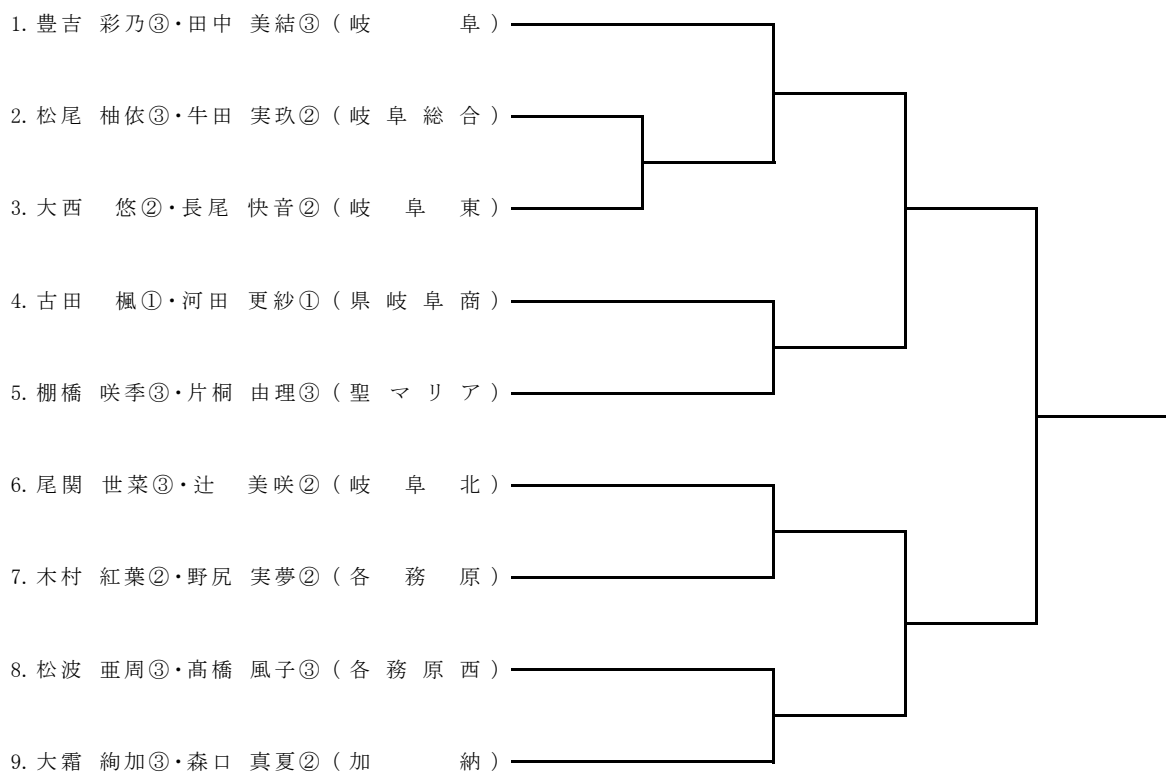 1. 豊吉 彩乃③・田中 美結③ ( 岐 阜 )
2. 松尾 柚依③・牛田 実玖② ( 岐 阜 総 合 )
3. 大西 悠②・長尾 快音② ( 岐 阜 東 )
4. 古田 楓①・河田 更紗① ( 県 岐 阜 商 )
5. 棚橋 咲季③・片桐 由理③ ( 聖 マ リ ア )
6. 尾関 世菜③・辻 美咲② ( 岐 阜 北 )
7. 木村 紅葉②・野尻 実夢② ( 各 務 原 )
8. 松波 亜周③・髙橋 風子③ ( 各 務 原 西 )
9. 大霜 絢加③・森口 真夏② ( 加 納 )